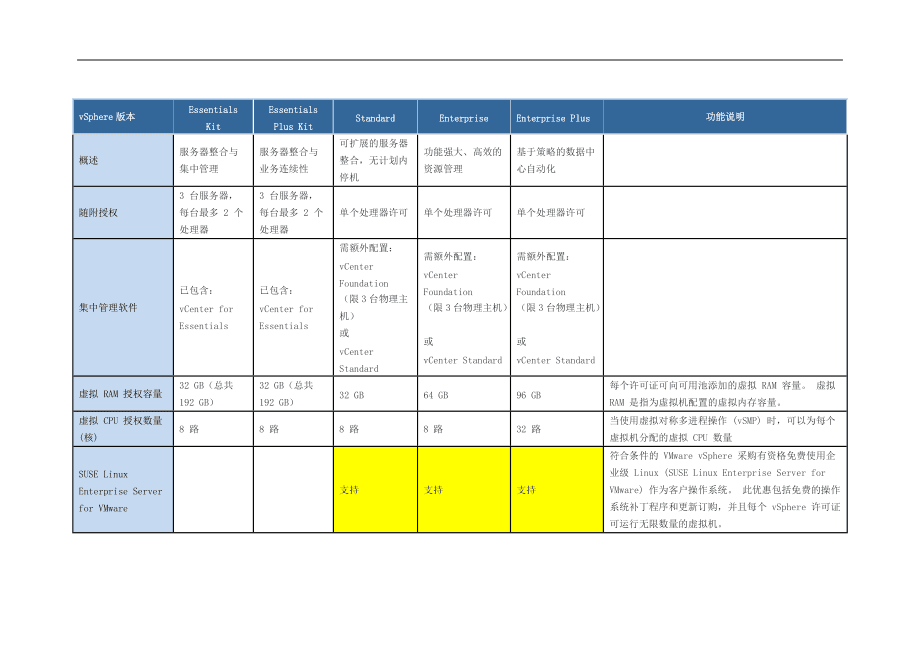 vSphere 版本
Essentials
Kit
Essentials
Plus Kit
Standard
Enterprise
Enterprise Plus
功能说明
概述
服务器整合与
集中管理
服务器整合与
业务连续性
可扩展的服务器
整合，无计划内
停机
功能强大、高效的
资源管理
基于策略的数据中
心自动化
随附授权
3 台服务器，
每台最多 2 个
处理器
3 台服务器，
每台最多 2 个
处理器
单个处理器许可
单个处理器许可
单个处理器许可
集中管理软件
已包含：
vCenter for
Essentials
已包含：
vCenter for
Essentials
需额外配置：
vCenter
Foundation
（限 3 台物理主
机）
或
vCenter
Standard
需额外配置：
vCenter
Foundation
（限 3 台物理主机）
或
vCenter Standard
需额外配置：
vCenter
Foundation
（限 3 台物理主机）
或
vCenter Standard
虚拟 RAM 授权容量
32 GB（总共
192 GB）
32 GB（总共
192 GB）
32 GB
64 GB
96 GB
每个许可证可向可用池添加的虚拟 RAM 容量。 虚拟
RAM 是指为虚拟机配置的虚拟内存容量。
虚拟 CPU 授权数量
(核)
8 路
8 路
8 路
8 路
32 路
当使用虚拟对称多进程操作 (vSMP) 时，可以为每个
虚拟机分配的虚拟 CPU 数量
SUSE Linux
Enterprise Server
for VMware
支持
支持
支持
符合条件的 VMware vSphere 采购有资格免费使用企
业级 Linux (SUSE Linux Enterprise Server for
VMware) 作为客户操作系统。 此优惠包括免费的操作
系统补丁程序和更新订购，并且每个 vSphere 许可证
可运行无限数量的虚拟机。